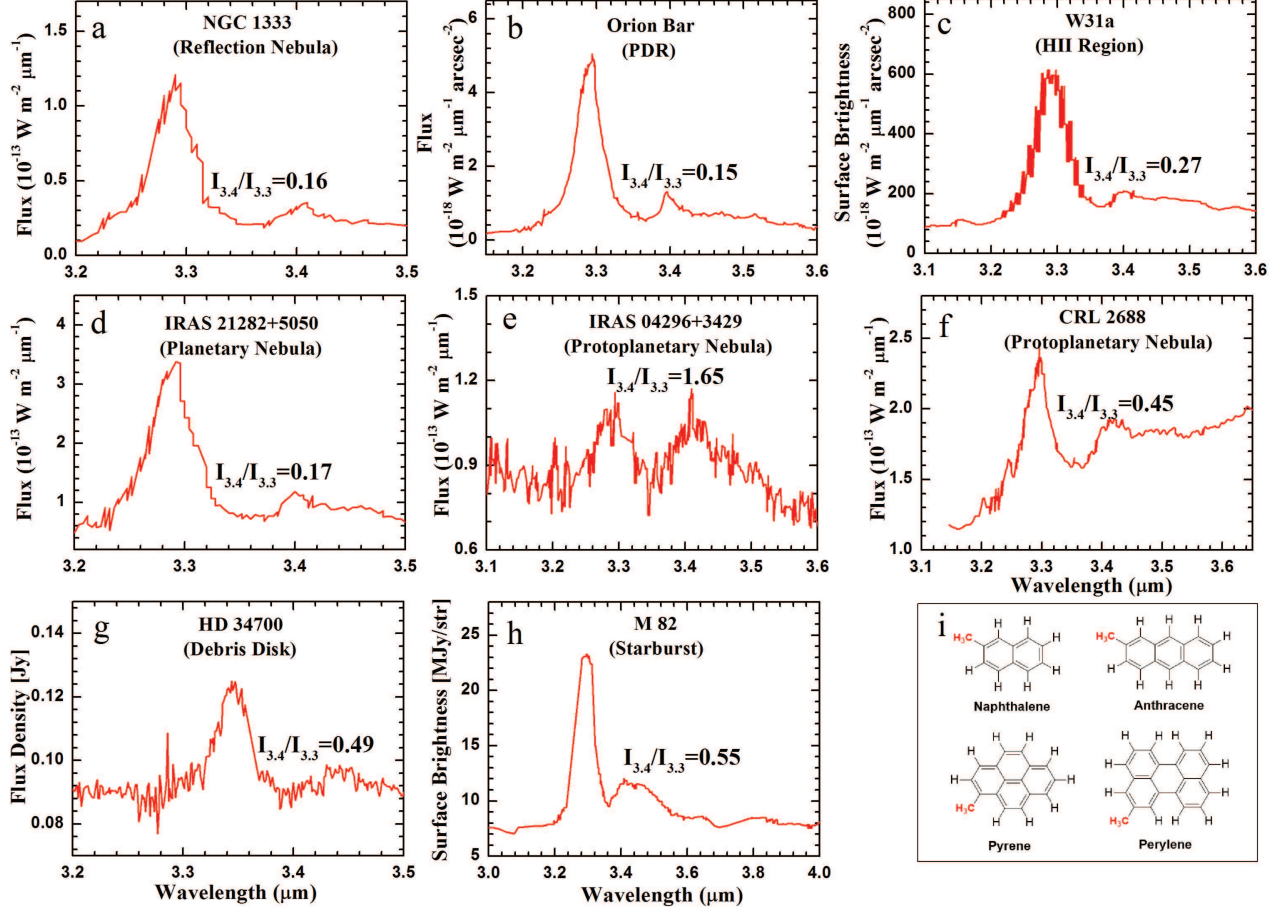 a
NGC 1333
(Reflection Nebula)
I3.4/I3.3=0.16
Flux (10-13 W m-2 μm-1)
1.5
1.0
0.5
0.0
3.2
3.3
3.4
3.5
b
Orion Bar
(PDR)
I3.4/I3.3=0.15
Flux
(10-18 W m-2 μm-1 arcsec-2)
6
4
2
0
3.2
3.3
3.4
3.5
3.6
c
W31a
(HII Region)
I3.4/I3.3=0.27
Surface Brtightness
(10-18 W m-2 μm-1 arcsec-2)
800
600
400
200
0
3.1
3.2
3.3
3.4
3.5
3.6
d
IRAS 21282+5050
(Planetary Nebula)
I3.4/I3.3=0.17
Flux (10-13 W m-2 μm-1)
4
3
2
1
3.2
3.3
3.4
3.5
e
IRAS 04296+3429
(Protoplanetary Nebula)
I3.4/I3.3=1.65
Flux (10-13 W m-2 μm-1)
1.5
1.2
0.9
0.6
3.1
3.2
3.3
3.4
3.5
3.6
f
CRL 2688
(Protoplanetary Nebula)
I3.4/I3.3=0.45
Flux (10-13 W m-2 μm-1)
2.5
2.0
1.5
1.0
3.1
3.2
3.3
3.4
3.5
3.6
Wavelength (μm)
g
HD 34700
(Debris Disk)
I3.4/I3.3=0.49
Flux Density [Jy]
0.14
0.12
0.10
0.08
3.2
3.3
3.4
3.5
Wavelength (μm)
h
M 82
(Starburst)
I3.4/I3.3=0.55
Surface Brightness [MJy/str]
25
20
15
10
5
3.0
3.2
3.4
3.6
3.8
4.0
Wavelength (μm)
i
H H
H3C H
H H
H H
Naphthalene
H H H
H3C H
H H
H H H
Anthracene
H H
H H
H H
H3C H
H H
Pyrene
H H H H
H H
H H
H3C H H H
Perylene